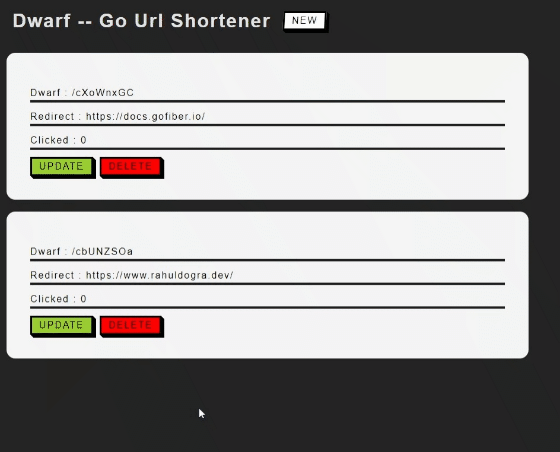 Dwarf -- Go Url Shortener NEW
Dwarf : /cXoWnxGC
Redirect : https://docs.gofiber.io/
Clicked : 0
UPDATE DELETE
Dwarf : /cbUNZSOa
Redirect : https://www.rahuldogra.dev/
Clicked : 0
UPDATE DELETE